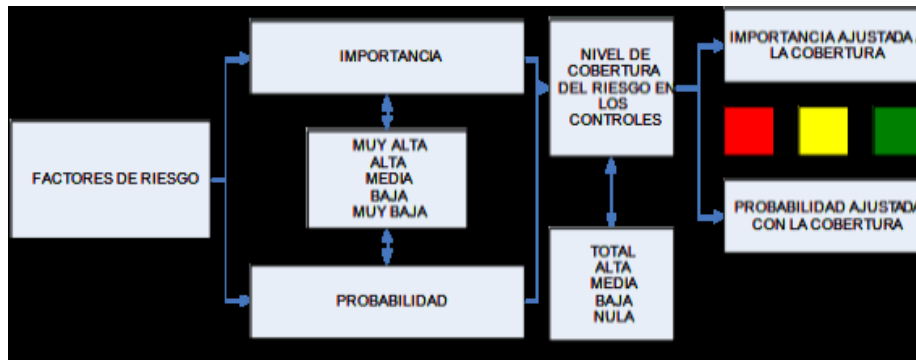 FACTORES DE RIESGO
IMPORTANCIA
MUY ALTA
ALTA
MEDIA
BAJA
MUY BAJA
PROBABILIDAD
NIVEL DE
COBERTURA
DEL RIESGO EN
LOS
CONTROLES
TOTAL
ALTA
MEDIA
BAJA
NULA
IMPORTANCIA AJUSTADA A
LA COBERTURA
PROBABILIDAD AJUSTADA
CON LA COBERTURA